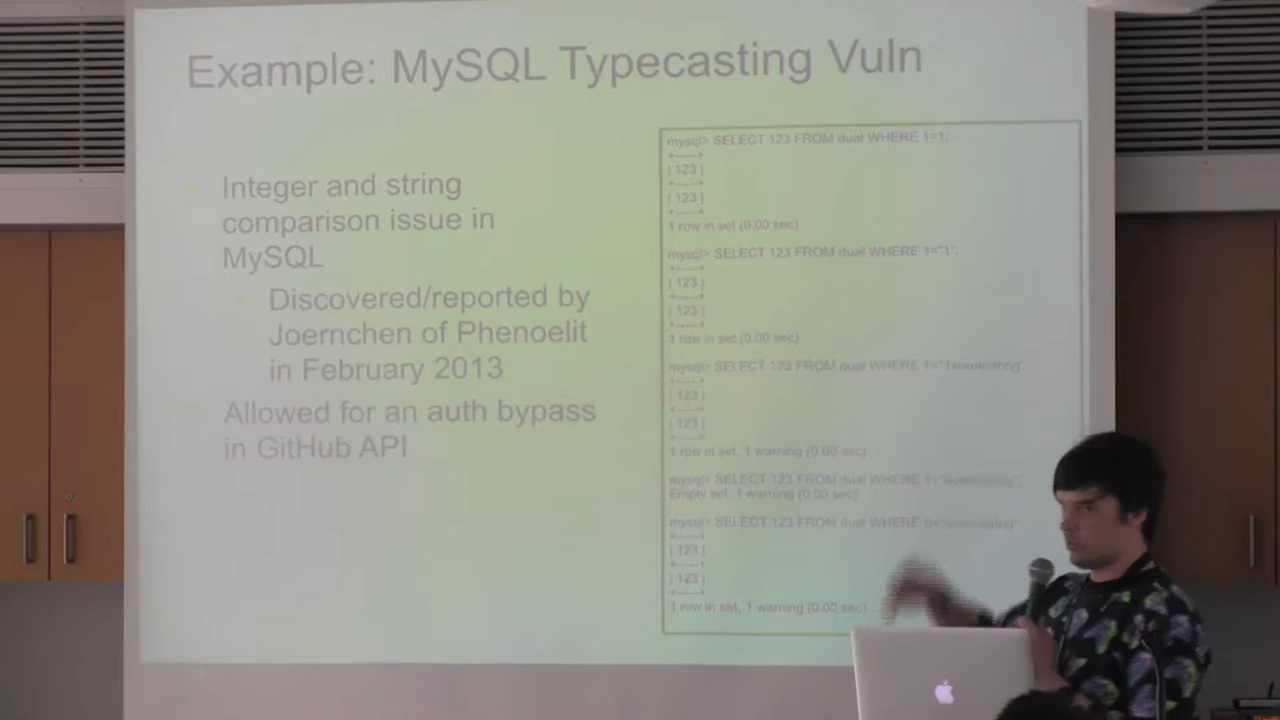 Example: MySQL Typecasting Vuln
Integer and string
comparison issue in
MySQL
Discovered/reported by
Joernchen of Phenoelit
in February 2013
Allowed for an auth bypass
in GitHub API
mysql> SELECT 123 FROM dual WHERE 1=1;
+-----+
| 123 |
+-----+
| 123 |
+-----+
1 row in set (0.00 sec)
mysql> SELECT 123 FROM dual WHERE 1="1";
+-----+
| 123 |
+-----+
| 123 |
+-----+
1 row in set (0.00 sec)
mysql> SELECT 123 FROM dual WHERE 1="1somestring"
+-----+
| 123 |
+-----+
| 123 |
+-----+
1 row in set, 1 warning (0.00 sec)
mysql> SELECT 123 FROM dual WHERE 1="somestring";
Empty set, 1 warning (0.00 sec)
mysql> SELECT 123 FROM dual WHERE 0="somestring"
+-----+
| 123 |
+-----+
| 123 |
+-----+
1 row in set, 1 warning (0.00 sec)